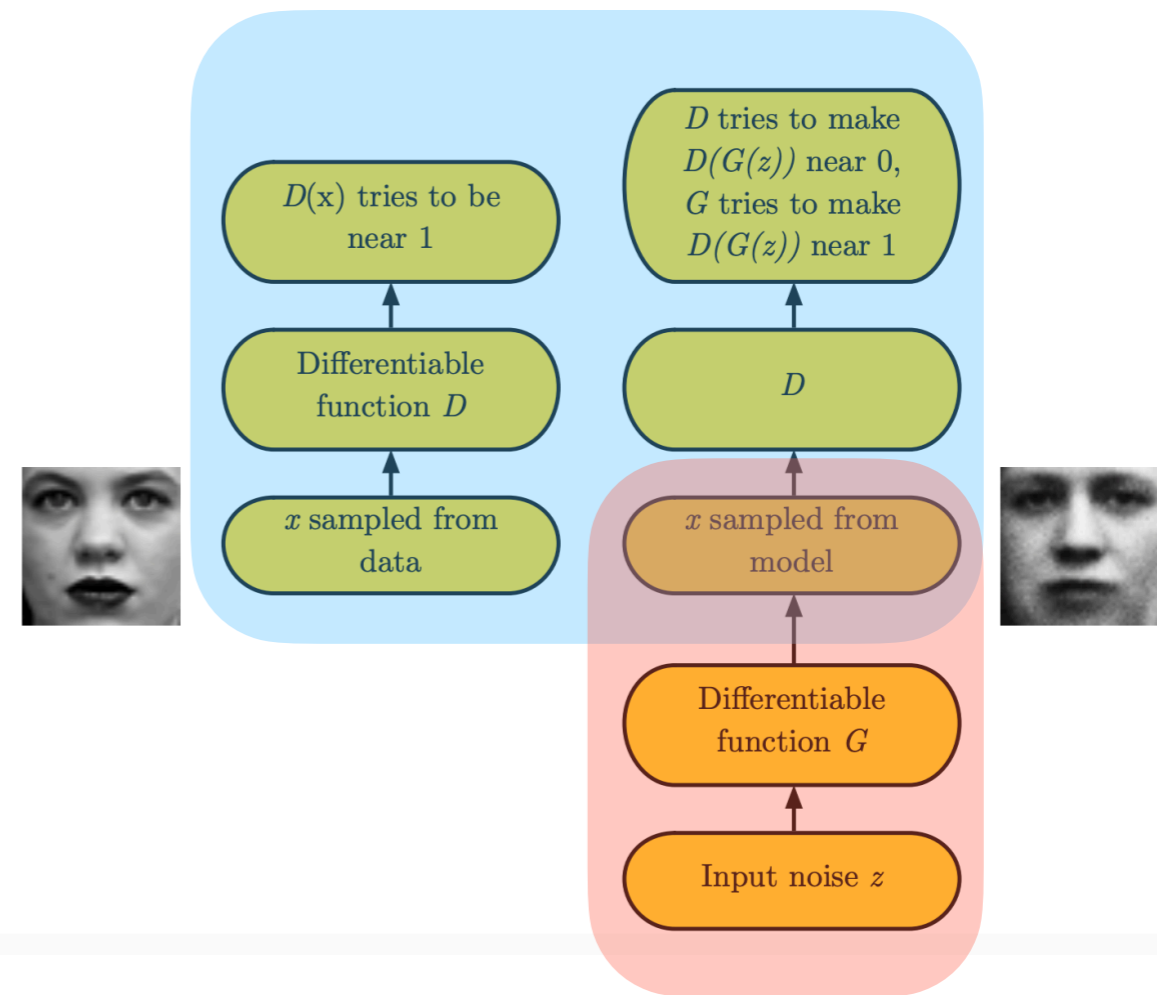 D(x) tries to be
near 1
Differentiable
function D
x sampled from
data
D tries to make
D(G(z)) near 0,
G tries to make
D(G(z)) near 1
D
x sampled from
model
Differentiable
function G
Input noise z